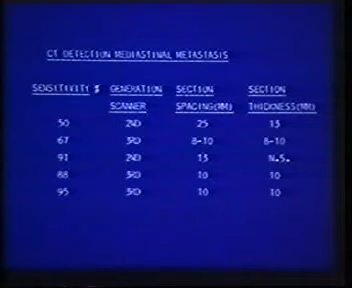 CT DETECTION MEDIASTINAL METASTASIS
SENSITIVITY % GENERATION SECTION SECTION
SCANNER SPACING(MM) THICKNESS(MM)
50 2ND 25 13
67 3RD 8-10 8-10
91 2ND 13 N.S.
88 3RD 10 10
95 3RD 10 10